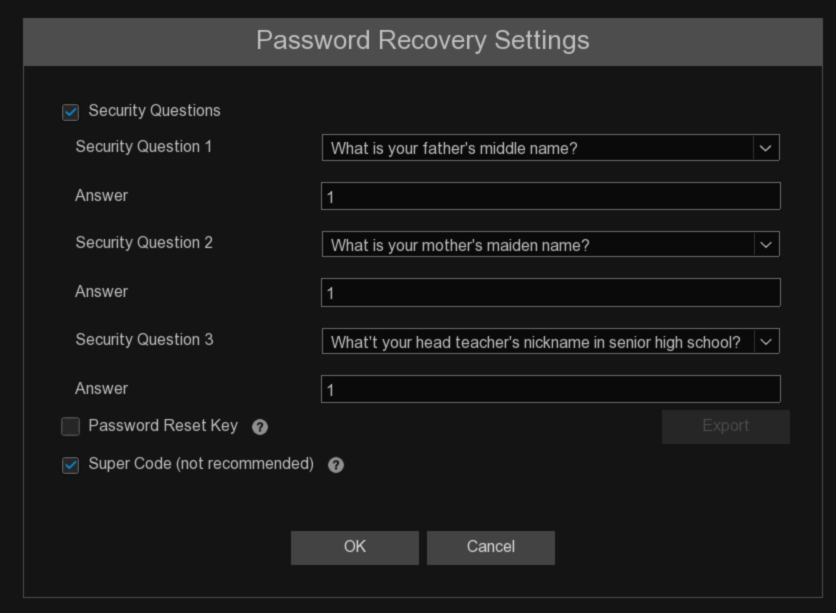 Password Recovery Settings
Security Questions
Security Question 1 What is your father's middle name?
Answer 1
Security Question 2 What is your mother's maiden name?
Answer 1
Security Question 3 What't your head teacher's nickname in senior high school?
Answer 1
Password Reset Key ? Export
Super Code (not recommended) ?
OK Cancel